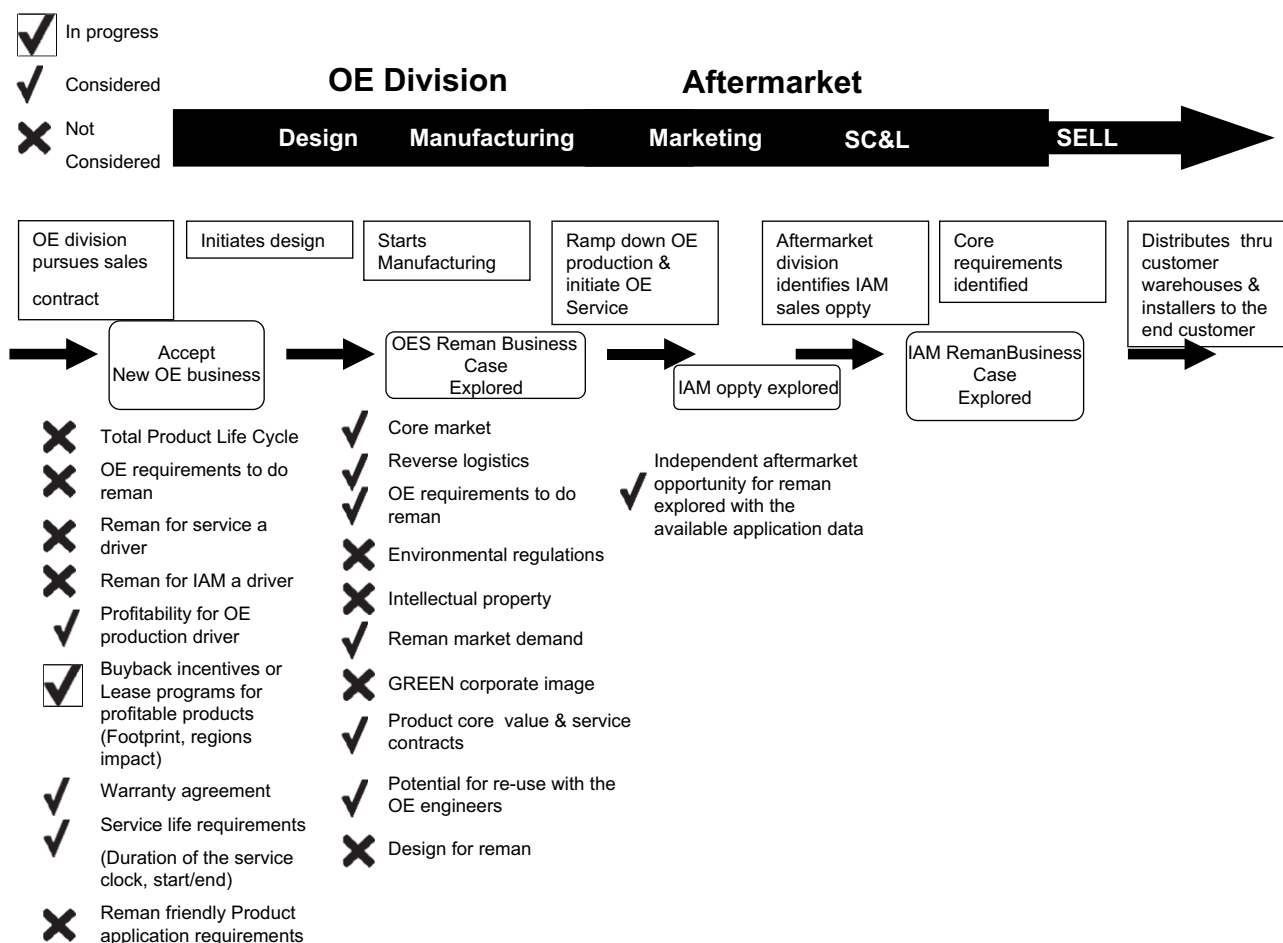 In progress
Considered
Not
Considered
OE Division
Aftermarket
Design
Manufacturing
Marketing
SC&L
SELL
OE division
pursues sales
contract
Initiates design
Starts
Manufacturing
Ramp down OE
production &
initiate OE
Service
Aftermarket
division
identifies IAM
sales oppty
Core
requirements
identified
Distributes thru
customer
warehouses &
installers to the
end customer
Accept
New OE business
OES Reman Business
Case
Explored
IAM oppty explored
IAM RemanBusiness
Case
Explored
Total Product Life Cycle
OE requirements to do
reman
Reman for service a
driver
Reman for IAM a driver
Profitability for OE
production driver
Buyback incentives or
Lease programs for
profitable products
(Footprint, regions
impact)
Warranty agreement
Service life requirements
(Duration of the service
clock, start/end)
Reman friendly Product
application requirements
Core market
Reverse logistics
OE requirements to do
reman
Environmental regulations
Intellectual property
Reman market demand
GREEN corporate image
Product core value & service
contracts
Potential for re-use with the
OE engineers
Design for reman
Independent aftermarket
opportunity for reman
explored with the
available application data